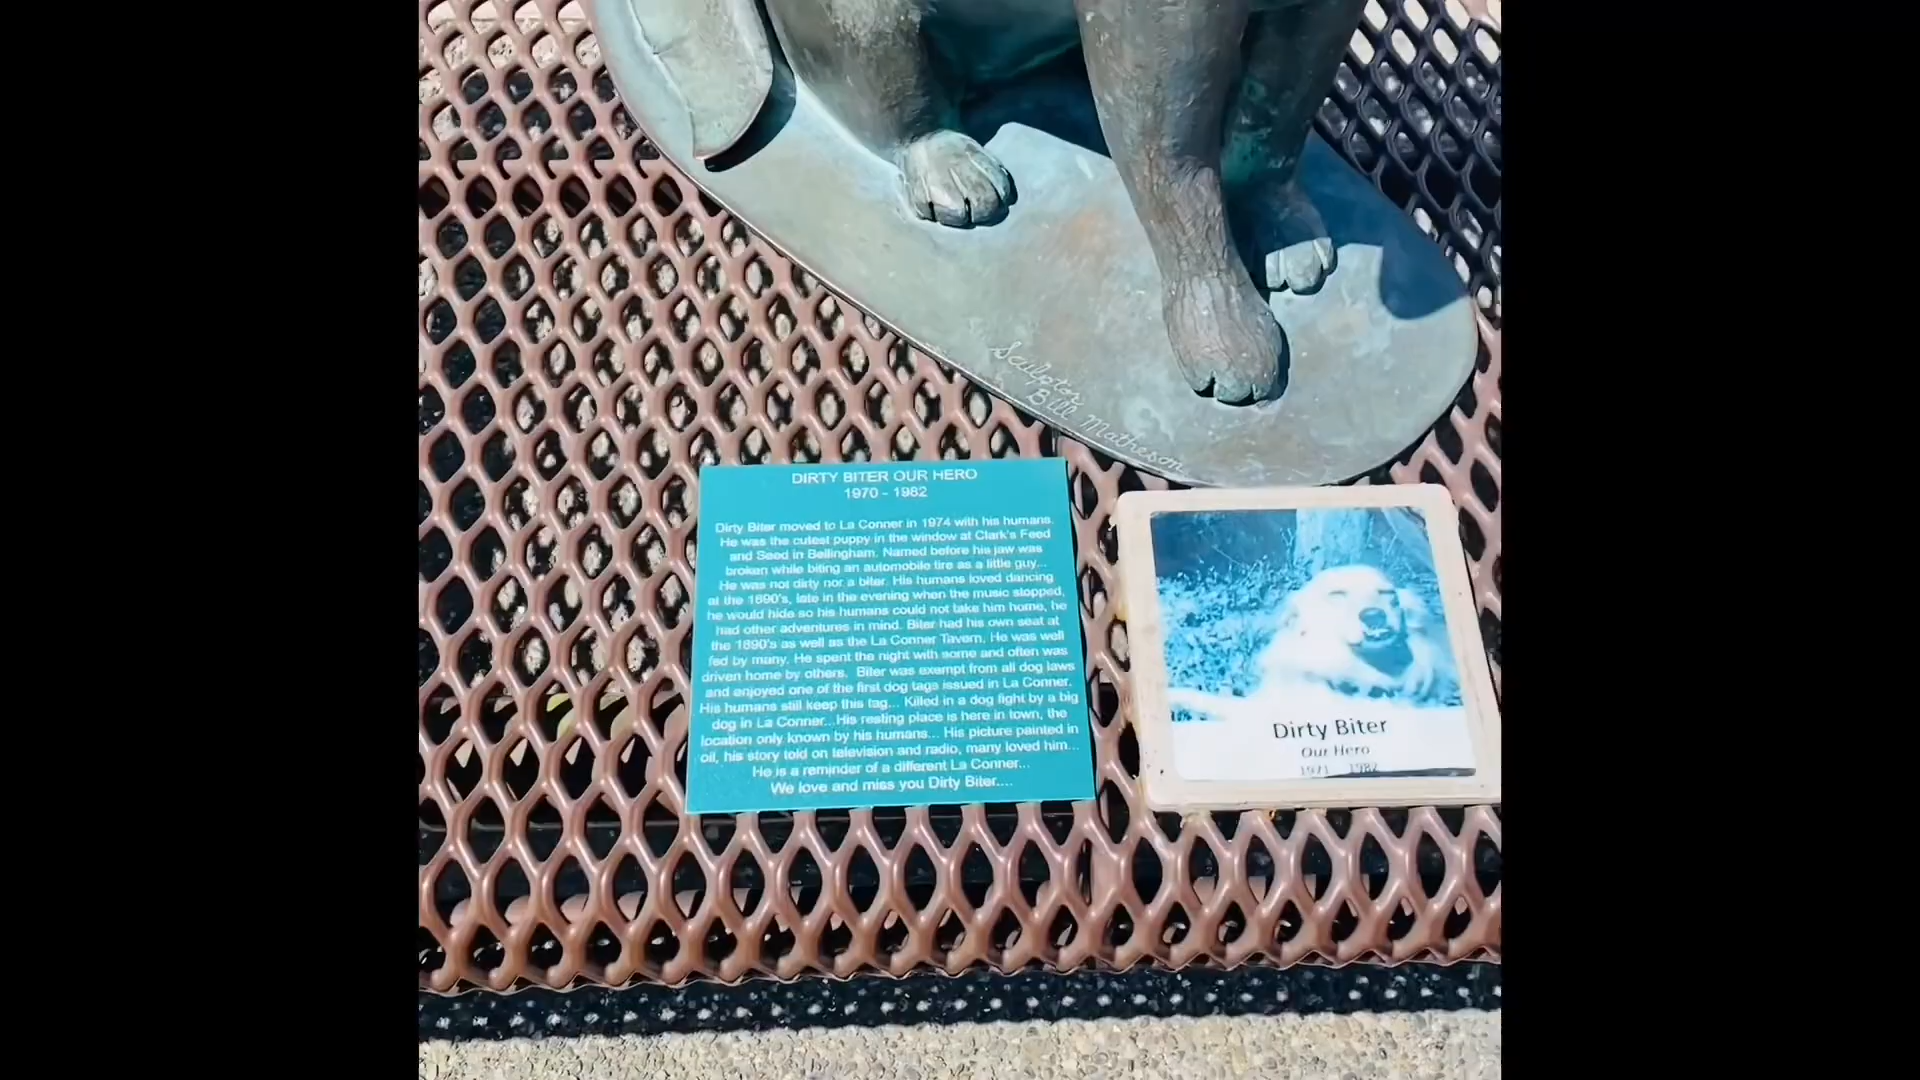 Sculptor
Bill Matheson
DIRTY BITER OUR HERO
1970 - 1982
Dirty Biter moved to La Conner in 1974 with his humans.
He was the cutest puppy in the window at Clark's Feed
and Seed in Bellingham. Named before his jaw was
broken while biting an automobile tire as a little guy...
He was not dirty nor a biter. His humans loved dancing
at the 1890's, late in the evening when the music stopped,
he would hide so his humans could not take him home, he
had other adventures in mind. Biter had his own seat at
the 1890's as well as the La Conner Tavern. He was well
fed by many. He spent the night with some and often was
driven home by others. Biter was exempt from all dog laws
and enjoyed one of the first dog tags issued in La Conner.
His humans still keep this tag... Killed in a dog fight by a big
dog in La Conner...His resting place is here in town, the
location only known by his humans... His picture painted in
oil, his story told on television and radio, many loved him...
He is a reminder of a different La Conner...
We love and miss you Dirty Biter....
Dirty Biter
Our Hero
1971 1982